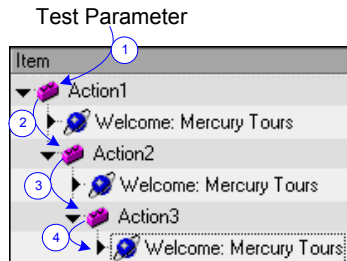 Test Parameter
1
Item
Action1
2
Welcome: Mercury Tours
Action2
3
Welcome: Mercury Tours
Action3
4
Welcome: Mercury Tours